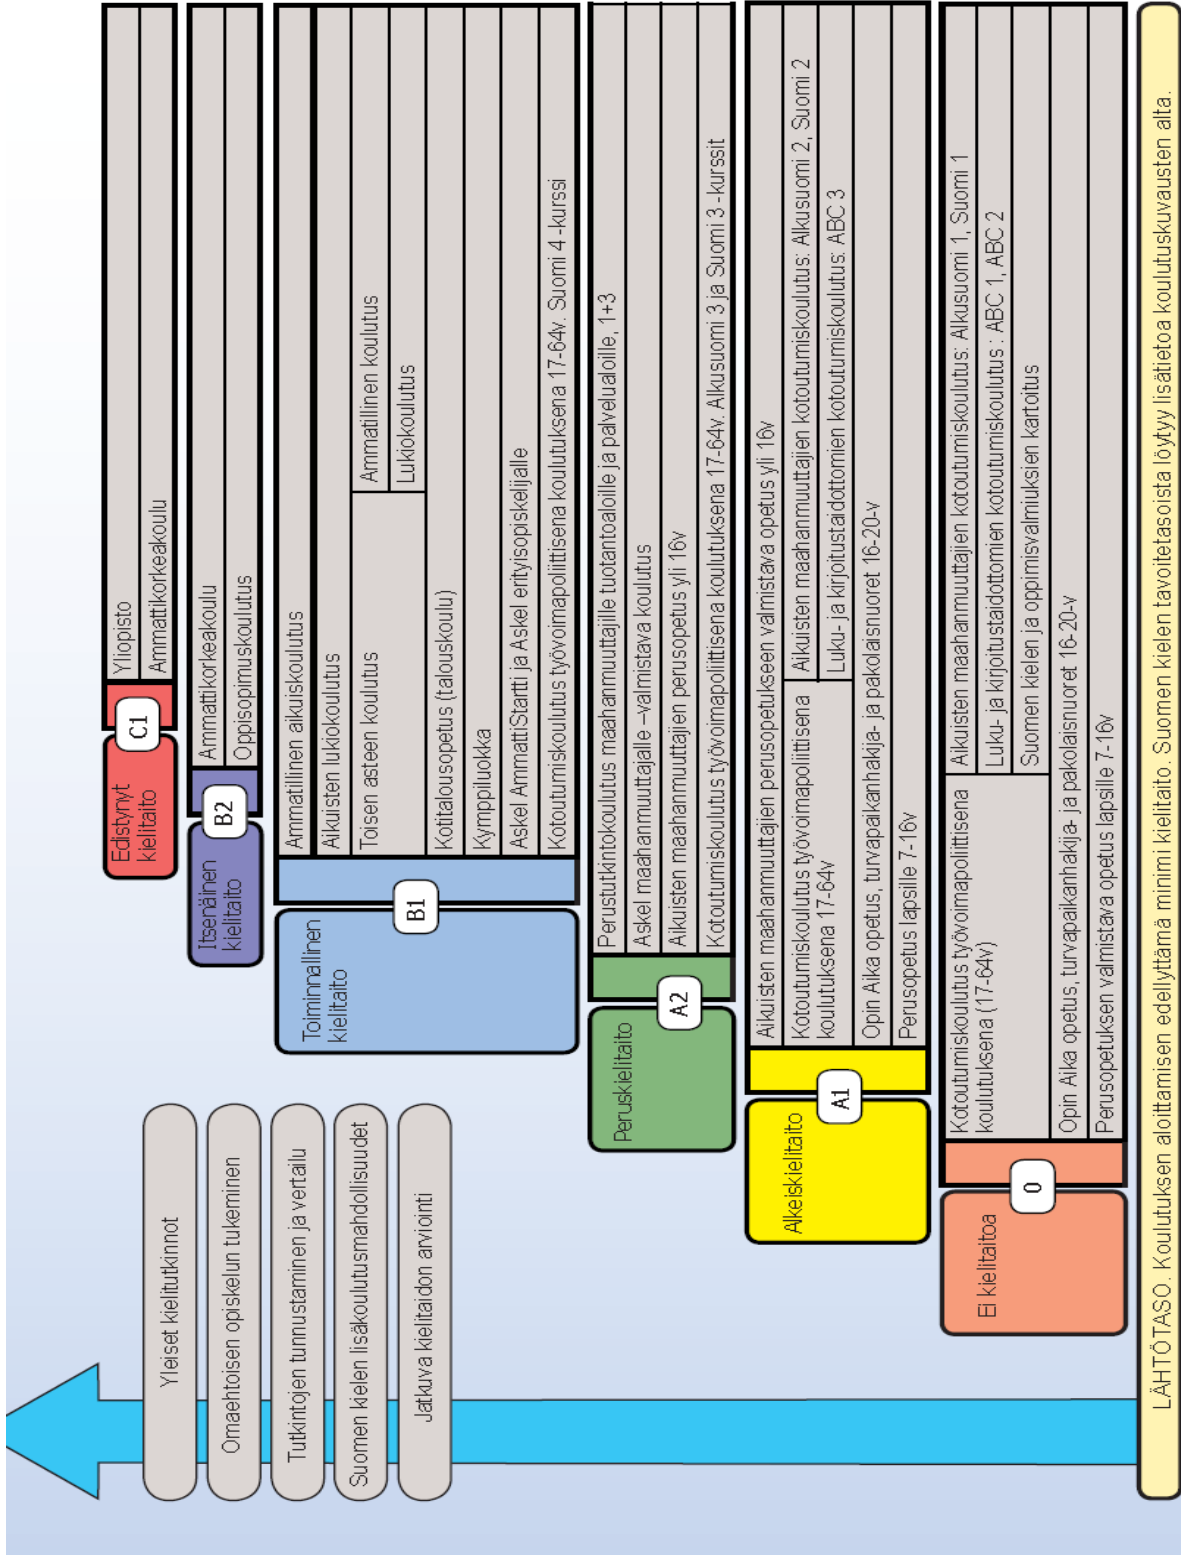 Edistynyt
kielitaito
C1
Yliopisto
Ammattikorkeakoulu
Itsenäinen
kielitaito
B2
Ammattikorkeakoulu
Oppisopimuskoulutus
Toiminnallinen
kielitaito
B1
Ammatillinen aikuiskoulutus
Aikuisten lukiokoulutus
Toisen asteen koulutus
Ammatillinen koulutus
Lukiokoulutus
Kotitalousopetus (talouskoulu)
Kymppiluokka
Askel AmmattiStartti ja Askel erityisopiskelijalle
Kotoutumiskoulutus työvoimapoliittisena koulutuksena 17-64v. Suomi 4 -kurssi
Peruskielitaito
A2
Perustutkintokoulutus maahanmuuttajille tuotantoaloille ja palvelualoille, 1+3
Askel maahanmuuttajalle –valmistava koulutus
Aikuisten maahanmuuttajien perusopetus yli 16v
Kotoutumiskoulutus työvoimapoliittisena koulutuksena 17-64v. Alkusuomi 3 ja Suomi 3 -kurssit
Alkeiskielitaito
A1
Aikuisten maahanmuuttajien perusopetukseen valmistava opetus yli 16v
Kotoutumiskoulutus työvoimapoliittisena
koulutuksena 17-64v
Aikuisten maahanmuuttajien kotoutumiskoulutus: Alkusuomi 2, Suomi 2
Luku- ja kirjoitustaidottomien kotoutumiskoulutus: ABC 3
Opin Aika opetus, turvapaikanhakija- ja pakolaisnuoret 16-20-v
Perusopetus lapsille 7-16v
Ei kielitaitoa
0
Kotoutumiskoulutus työvoimapoliittisena
koulutuksena (17-64v)
Aikuisten maahanmuuttajien kotoutumiskoulutus: Alkusuomi 1, Suomi 1
Luku- ja kirjoitustaidottomien kotoutumiskoulutus : ABC 1, ABC 2
Suomen kielen ja oppimisvalmiuksien kartoitus
Opin Aika opetus, turvapaikanhakija- ja pakolaisnuoret 16-20-v
Perusopetuksen valmistava opetus lapsille 7-16v
Yleiset kielitutkinnot
Omaehtoisen opiskelun tukeminen
Tutkintojen tunnustaminen ja vertailu
Suomen kielen lisäkoulutusmahdollisuudet
Jatkuva kielitaidon arviointi
LÄHTÖTASO. Koulutuksen aloittamisen edellyttämä minimi kielitaito. Suomen kielen tavoitetasoista löytyy lisätietoa koulutuskuvausten alta.